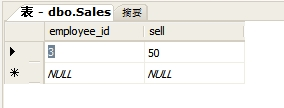 表 - dbo.Sales 摘要
employee_id sell
3 50
NULL NULL